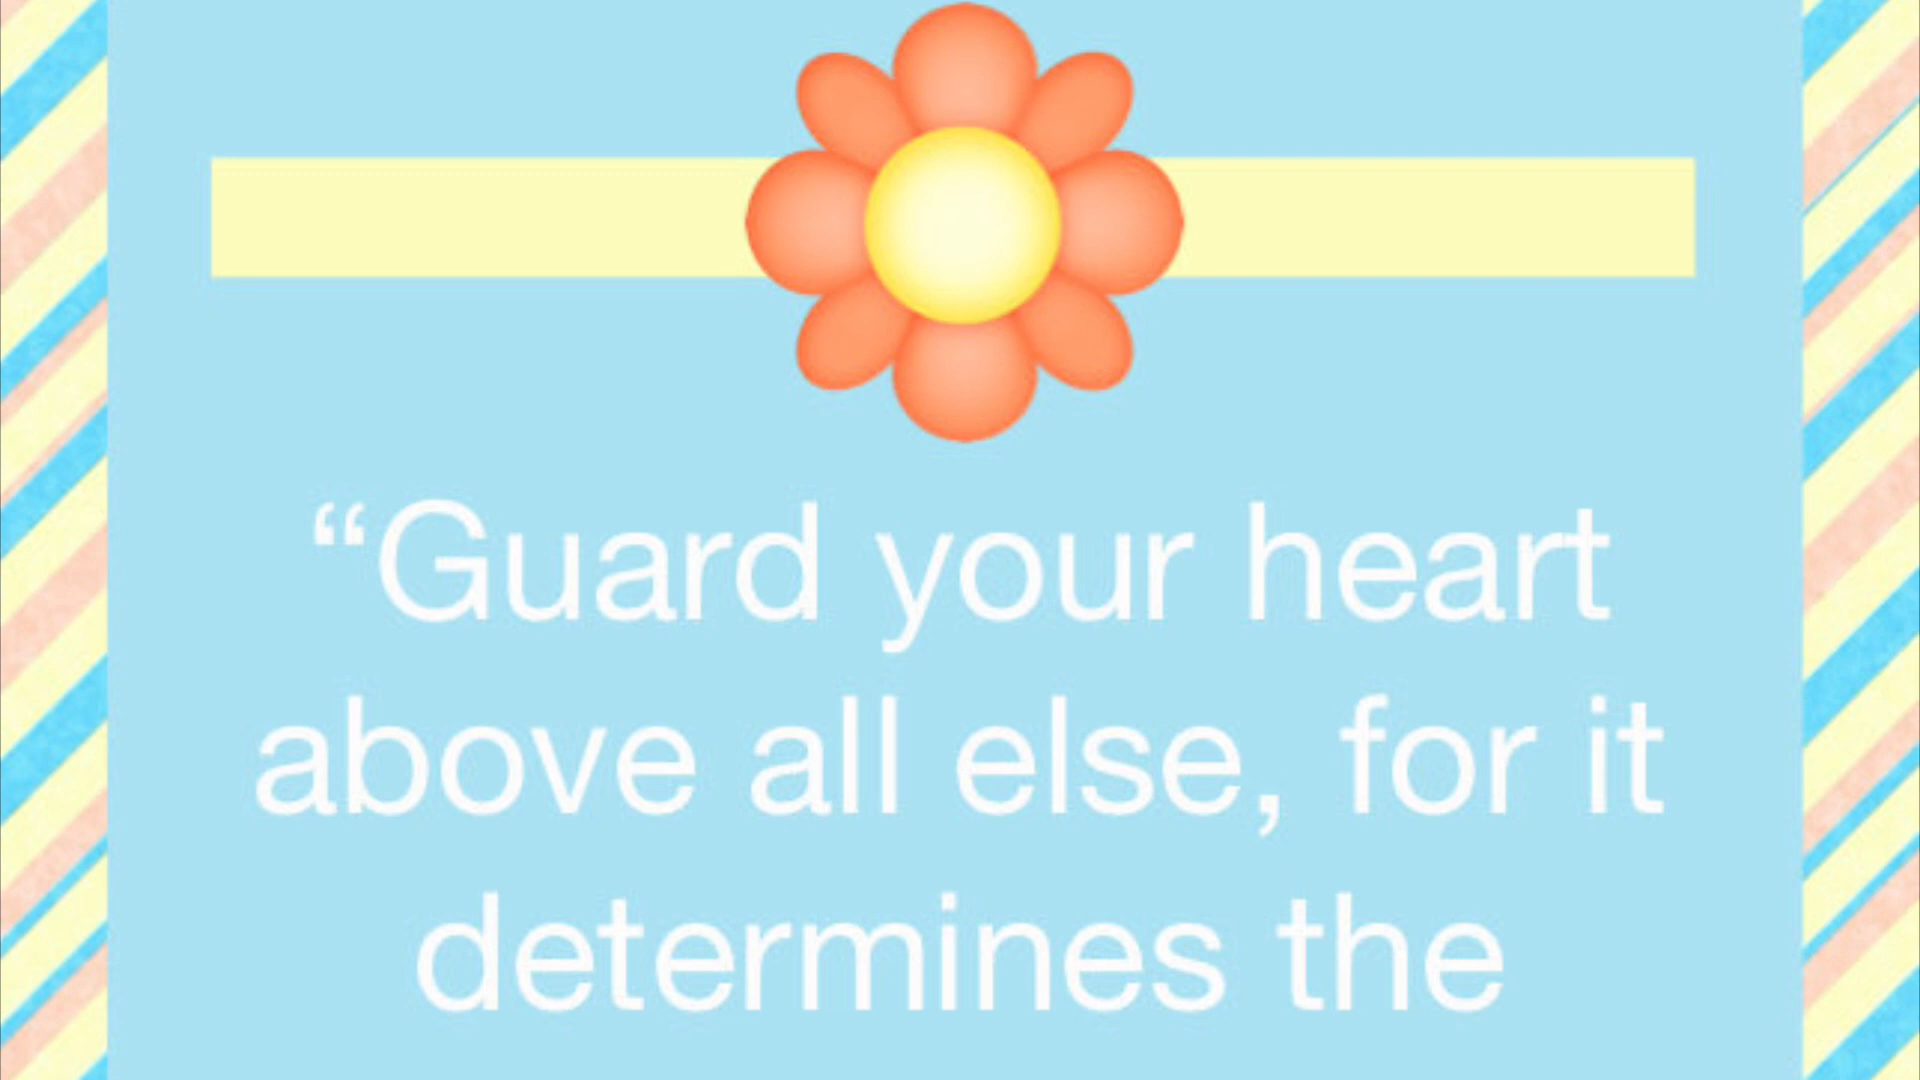 “Guard your heart
above all else, for it
determines the